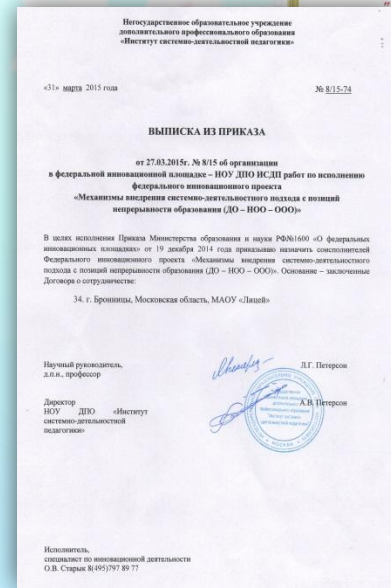 Негосударственное образовательное учреждение
дополнительного профессионального образования
«Институт системно-деятельностной педагогики»
«31» марта 2015 года
№ 8/15-74
ВЫПИСКА ИЗ ПРИКАЗА
от 27.03.2015г. № 8/15 об организации
в федеральной инновационной площадке – НОУ ДПО ИСДП работ по исполнению
федерального инновационного проекта
«Механизмы внедрения системно-деятельностного подхода с позиций
непрерывности образования (ДО – НОО – ООО)»
В целях исполнения Приказа Министерства образования и науки РФ№1600 «О федеральных
инновационных площадках» от 19 декабря 2014 года приказываю назначить соисполнителей
Федерального инновационного проекта «Механизмы внедрения системно-деятельностного
подхода с позиций непрерывности образования (ДО – НОО – ООО)». Основание – заключенные
Договора о сотрудничестве:
34. г. Бронницы, Московская область, МАОУ «Лицей»
Научный руководитель,
д.п.н., профессор
Л.Г. Петерсон
Директор
НОУ ДПО «Институт
системно-деятельностной
педагогики»
А.В. Петерсон
Исполнитель,
специалист по инновационной деятельности
О.В. Старык 8(495)797 89 77